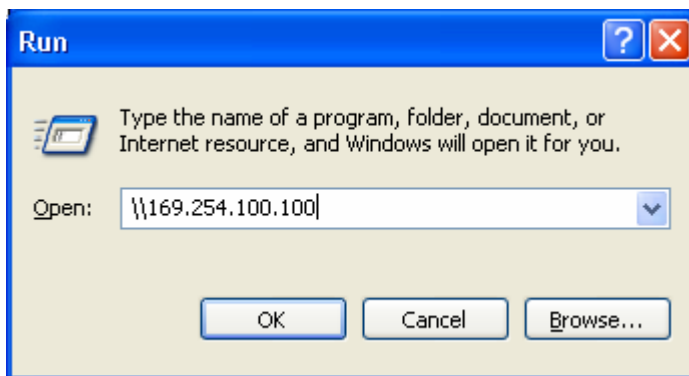 Run
Type the name of a program, folder, document, or
Internet resource, and Windows will open it for you.
Open: \\169.254.100.100
OK Cancel Browse...